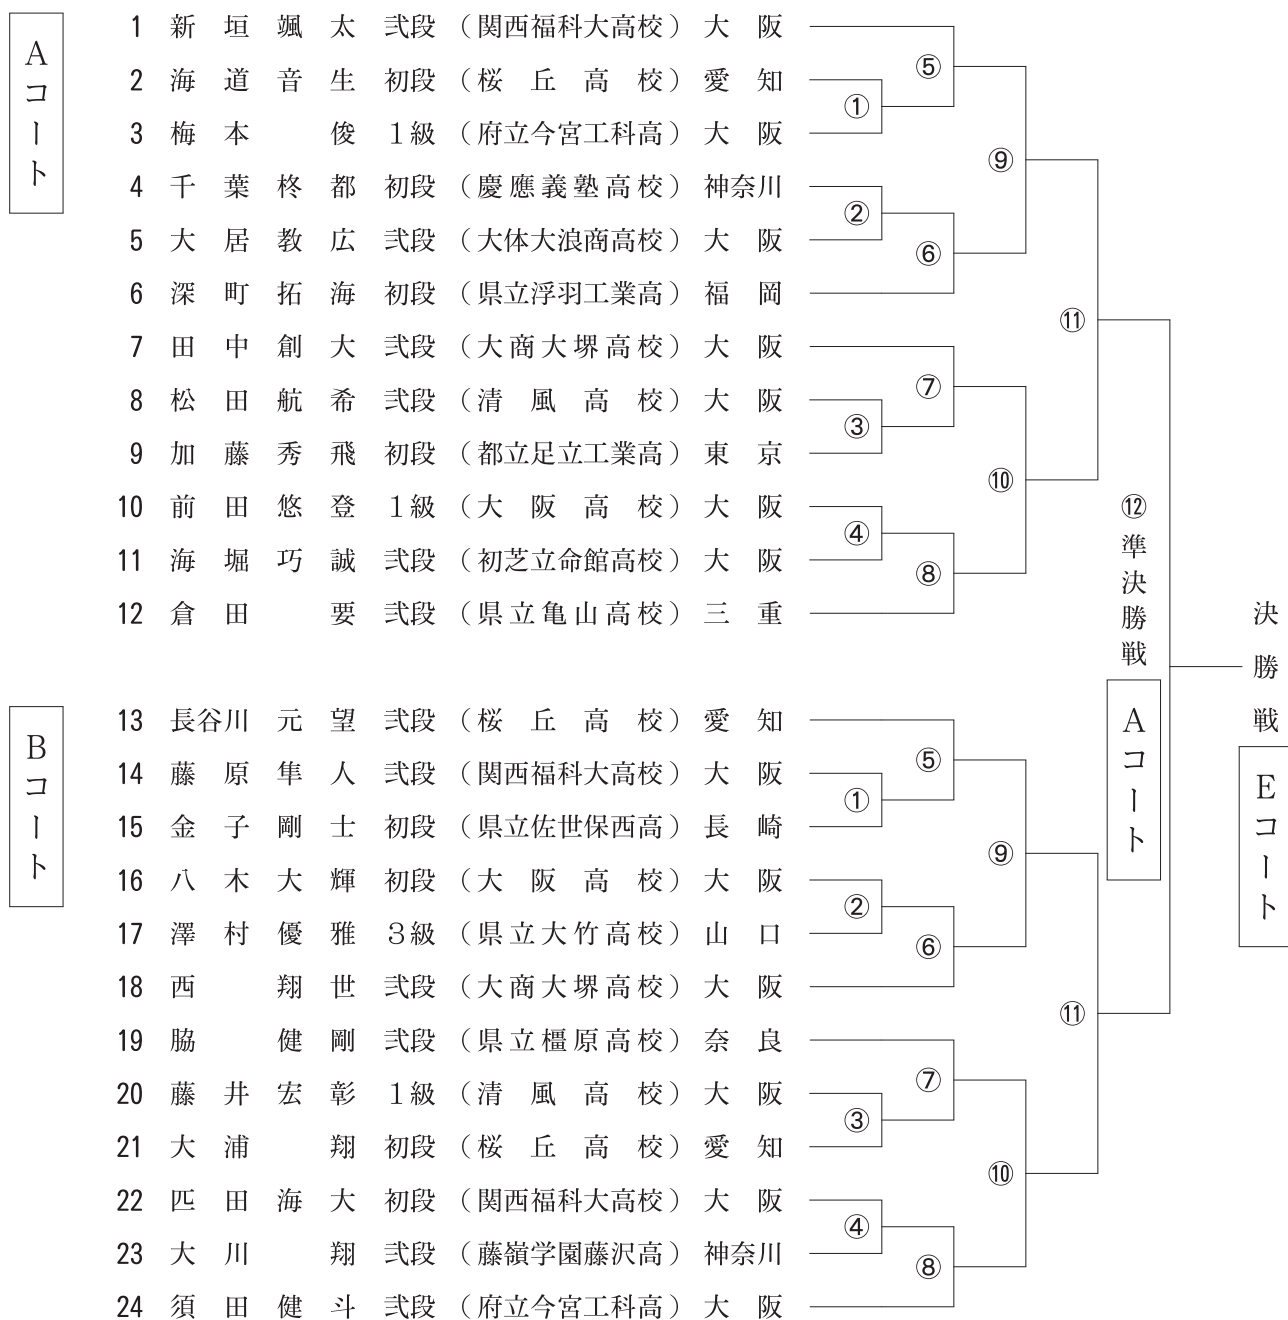 Aコート
1 新垣颯太 弐段 （関西福科大高校） 大阪
2 海道音生 初段 （桜丘高校） 愛知
3 梅本俊 1級 （府立今宮工科高） 大阪
4 千葉柊都 初段 （慶應義塾高校） 神奈川
5 大居教広 弐段 （大体大浪商高校） 大阪
6 深町拓海 初段 （県立浮羽工業高） 福岡
7 田中創大 弐段 （大商大堺高校） 大阪
8 松田航希 弐段 （清風高校） 大阪
9 加藤秀飛 初段 （都立足立工業高） 東京
10 前田悠登 1級 （大阪高校） 大阪
11 海堀巧誠 弐段 （初芝立命館高校） 大阪
12 倉田要 弐段 （県立亀山高校） 三重
⑤
①
⑨
②
⑥
⑪
⑦
③
⑩
④
⑧
Bコート
13 長谷川元望 弐段 （桜丘高校） 愛知
14 藤原隼人 弐段 （関西福科大高校） 大阪
15 金子剛士 初段 （県立佐世保西高） 長崎
16 八木大輝 初段 （大阪高校） 大阪
17 澤村優雅 3級 （県立大竹高校） 山口
18 西翔世 弐段 （大商大堺高校） 大阪
19 脇健剛 弐段 （県立橿原高校） 奈良
20 藤井宏彰 1級 （清風高校） 大阪
21 大浦翔 初段 （桜丘高校） 愛知
22 匹田海大 初段 （関西福科大高校） 大阪
23 大川翔 弐段 （藤嶺学園藤沢高） 神奈川
24 須田健斗 弐段 （府立今宮工科高） 大阪
⑤
①
⑨
②
⑥
⑪
⑦
③
⑩
④
⑧
⑫準決勝戦
Aコート
決勝戦
Eコート